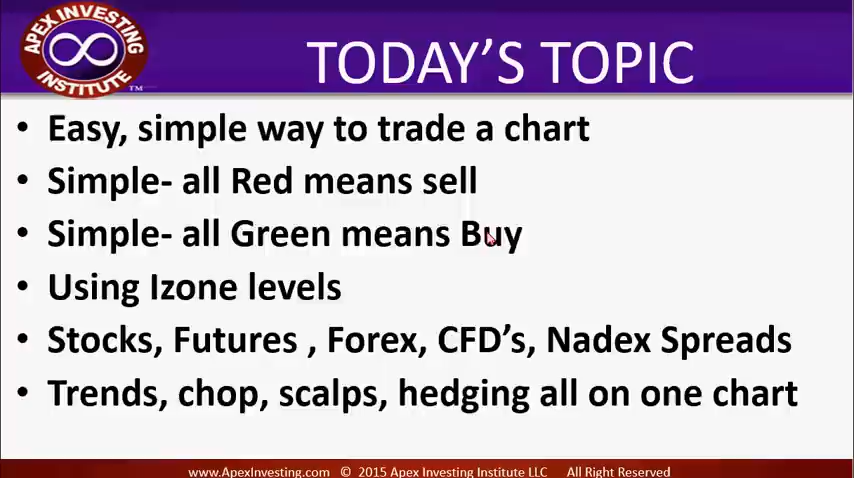 APEX INVESTING
INSTITUTE
TM
TODAY'S TOPIC
• Easy, simple way to trade a chart
• Simple- all Red means sell
• Simple- all Green means Buy
• Using Izone levels
• Stocks, Futures , Forex, CFD's, Nadex Spreads
• Trends, chop, scalps, hedging all on one chart
www.ApexInvesting.com © 2015 Apex Investing Institute LLC All Right Reserved